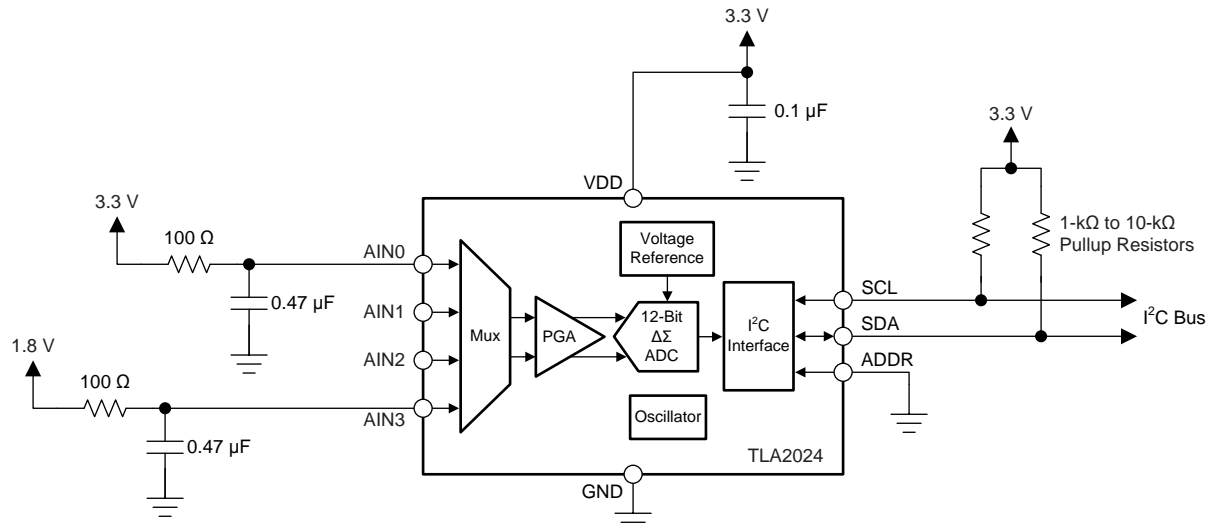 3.3 V
0.1 µF
3.3 V
VDD
1-kΩ to 10-kΩ
Pullup Resistors
3.3 V
100 Ω
AIN0
Voltage
Reference
0.47 µF
AIN1
SCL
12-Bit
ΔΣ
ADC
I²C
Interface
Mux
PGA
SDA
I²C Bus
1.8 V
AIN2
ADDR
100 Ω
AIN3
Oscillator
0.47 µF
TLA2024
GND